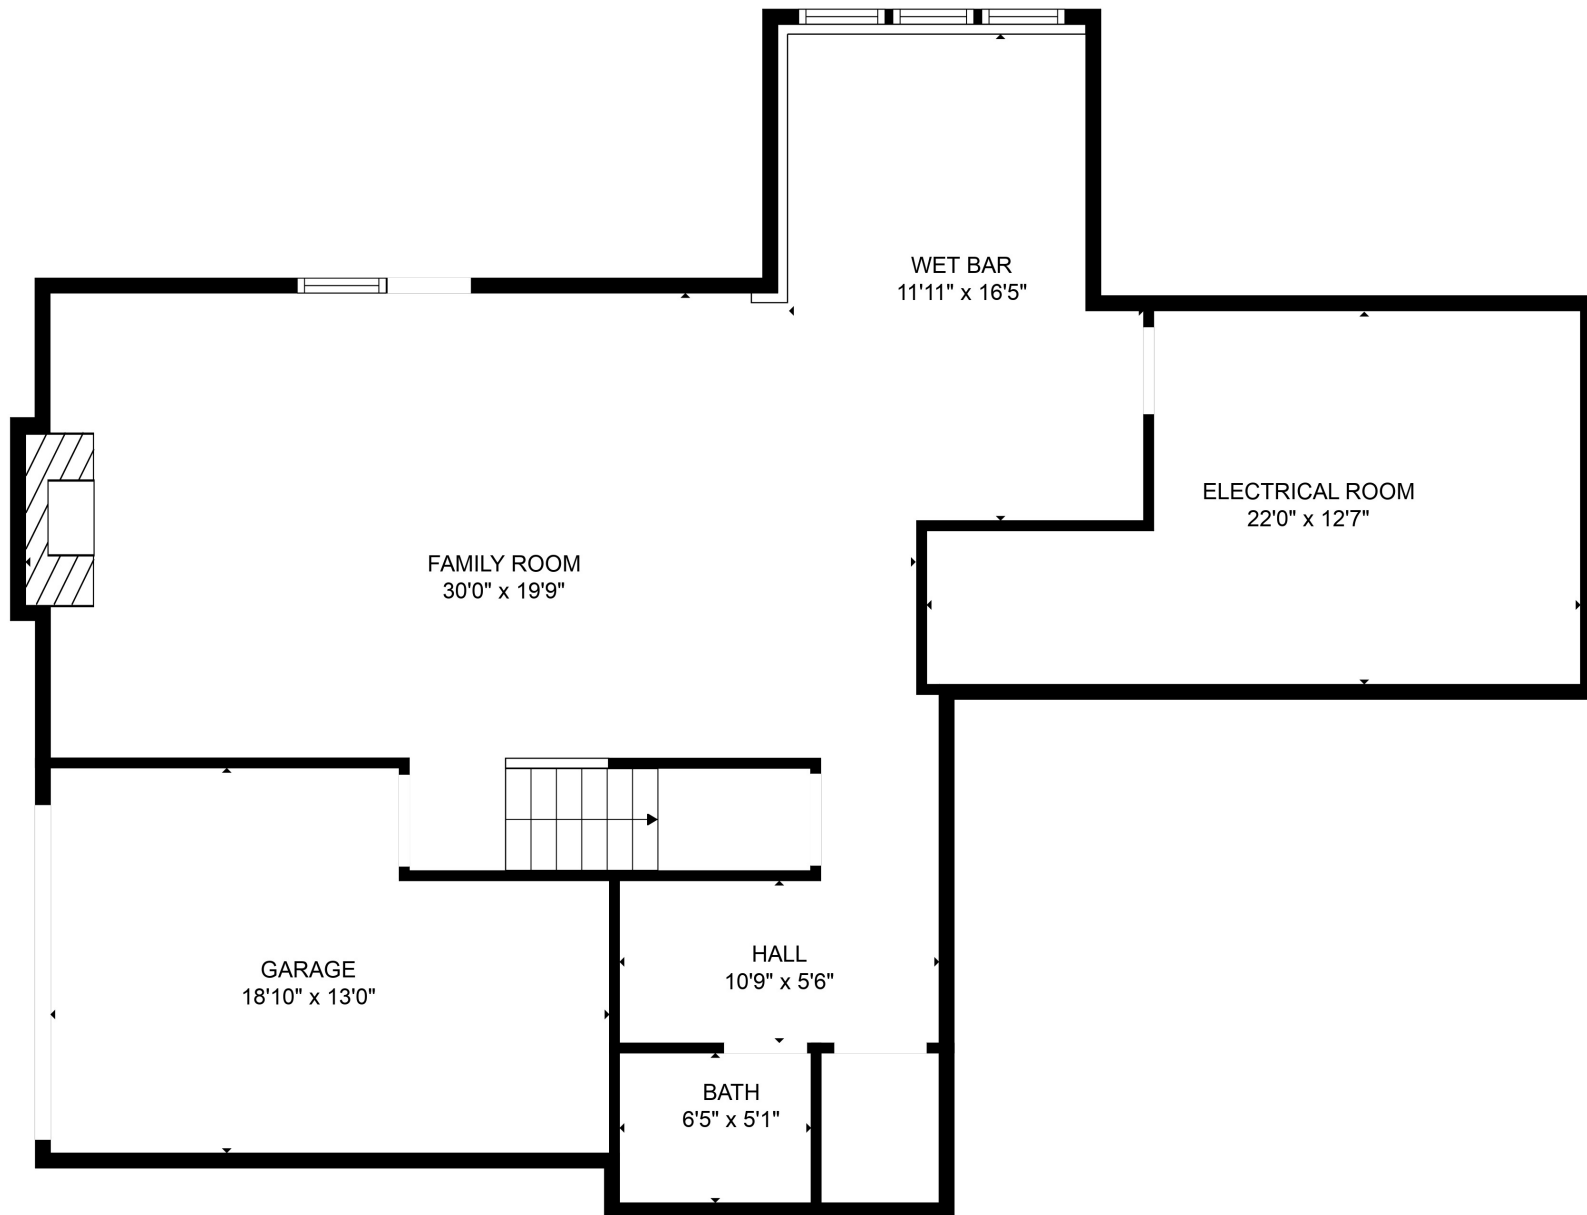 WET BAR
11'11" x 16'5"
ELECTRICAL ROOM
22'0" x 12'7"
FAMILY ROOM
30'0" x 19'9"
HALL
10'9" x 5'6"
GARAGE
18'10" x 13'0"
BATH
6'5" x 5'1"